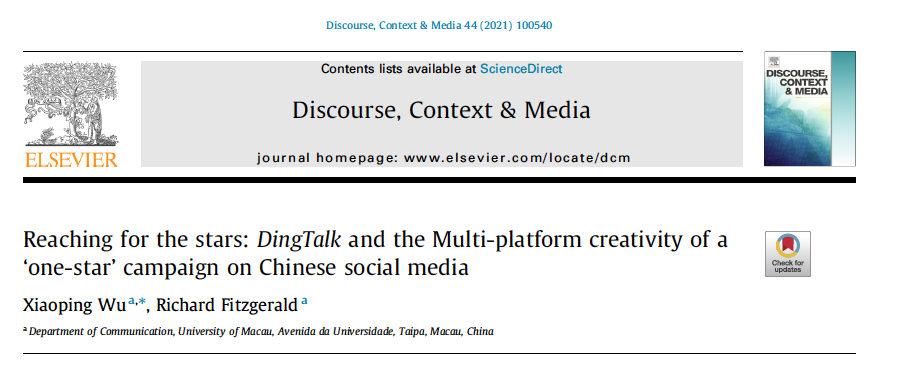 Discourse, Context & Media 44 (2021) 100540
Contents lists available at ScienceDirect
Discourse, Context & Media
journal homepage: www.elsevier.com/locate/dcm
ELSEVIER
DISCOURSE,
CONTEXT
& MEDIA
Reaching for the stars: DingTalk and the Multi-platform creativity of a
‘one-star’ campaign on Chinese social media
Check for
updates
Xiaoping Wu a,*, Richard Fitzgerald a
a Department of Communication, University of Macau, Avenida da Universidade, Taipa, Macau, China